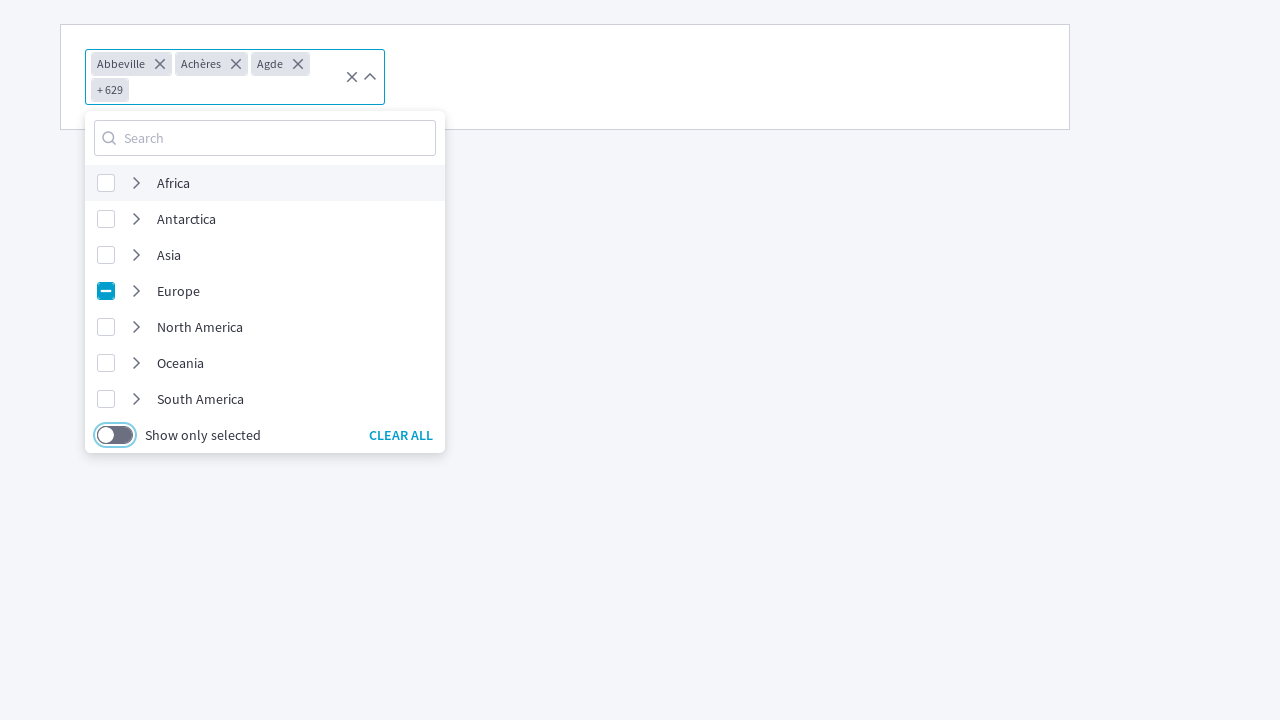 Abbeville Achères Agde
+ 629
Search
Africa
Antarctica
Asia
Europe
North America
Oceania
South America
Show only selected CLEAR ALL